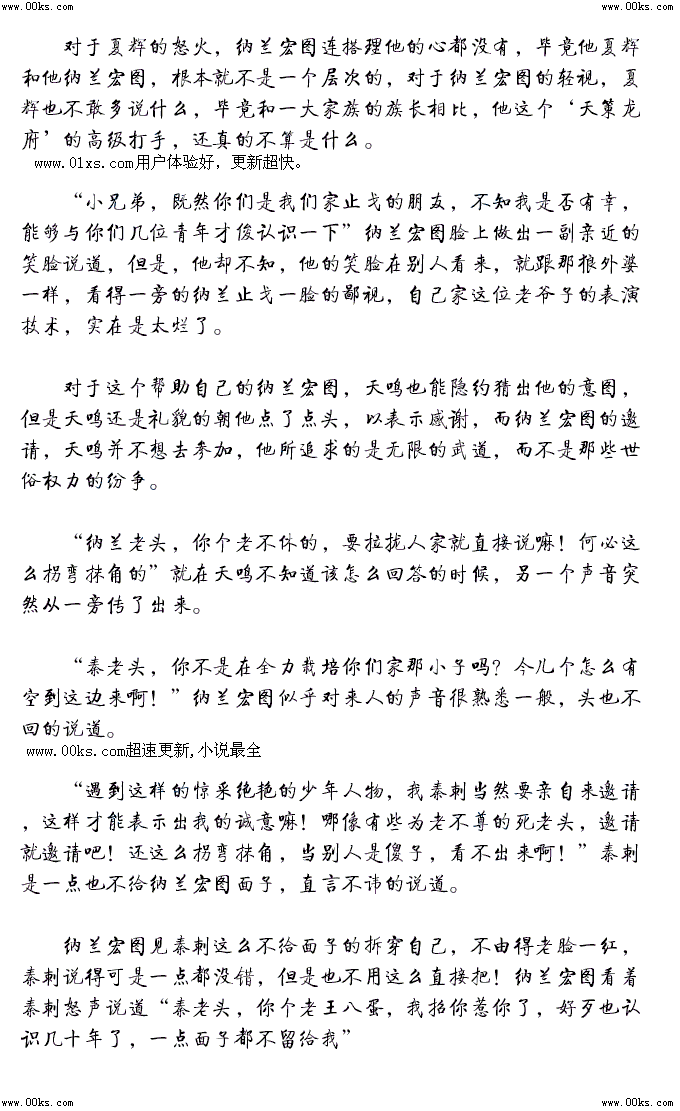 www.00ks.com www.00ks.com
对于夏辉的怒火，纳兰宏图连搭理他的心都没有，毕竟他夏辉
和他纳兰宏图，根本就不是一个层次的，对于纳兰宏图的轻视，夏
辉也不敢多说什么，毕竟和一大家族的族长相比，他这个‘天策龙
府’的高级打手，还真的不算是什么。
www.01xs.com用户体验好，更新超快。
“小兄弟，既然你们是我们家止戈的朋友，不知我是否有幸，
能够与你们几位青年才俊认识一下”纳兰宏图脸上做出一副亲近的
笑脸说道，但是，他却不知，他的笑脸在别人看来，就跟那狼外婆
一样，看得一旁的纳兰止戈一脸的鄙视，自己家这位老爷子的表演
技术，实在是太烂了。
对于这个帮助自己的纳兰宏图，天鸣也能隐约猜出他的意图，
但是天鸣还是礼貌的朝他点了点头，以表示感谢，而纳兰宏图的邀
请，天鸣并不想去参加，他所追求的是无限的武道，而不是那些世
俗权力的纷争。
“纳兰老头，你个老不休的，要拉拢人家就直接说嘛！何必这
么拐弯抹角的”就在天鸣不知道该怎么回答的时候，另一个声音突
然从一旁传了出来。
“秦老头，你不是在全力栽培你们家那小子吗？今儿个怎么有
空到这边来啊！”纳兰宏图似乎对来人的声音很熟悉一般，头也不
回的说道。
www.00ks.com超速更新,小说最全
“遇到这样的惊采绝艳的少年人物，我秦刺当然要亲自来邀请
，这样才能表示出我的诚意嘛！哪像有些为老不尊的死老头，邀请
就邀请吧！还这么拐弯抹角，当别人是傻子，看不出来啊！”秦刺
是一点也不给纳兰宏图面子，直言不讳的说道。
纳兰宏图见秦刺这么不给面子的拆穿自己，不由得老脸一红，
秦刺说得可是一点都没错，但是也不用这么直接把！纳兰宏图看着
秦刺怒声说道“秦老头，你个老王八蛋，我招你惹你了，好歹也认
识几十年了，一点面子都不留给我”
www.00ks.com www.00ks.com